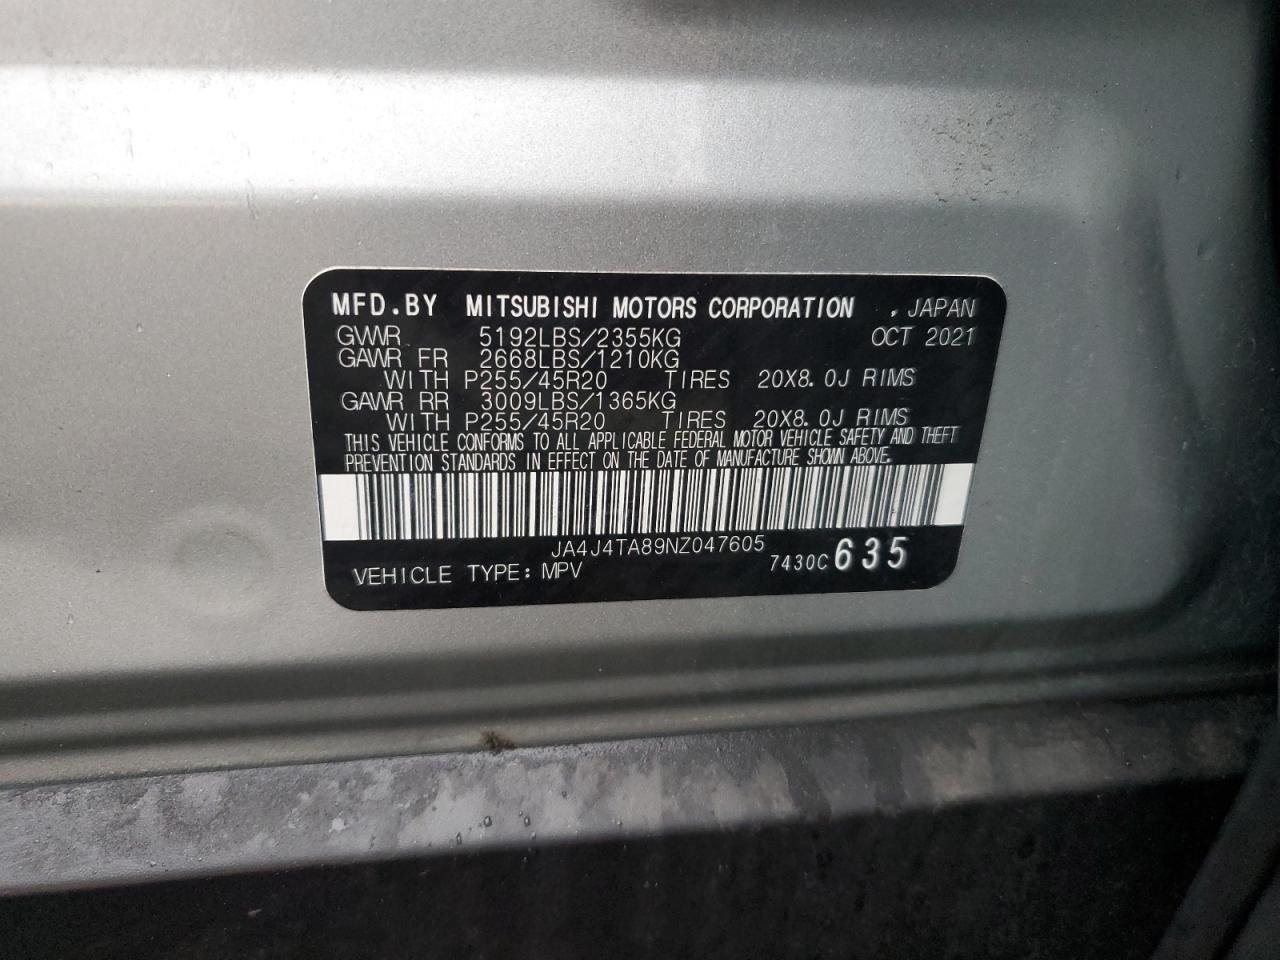 MFD.BY MITSUBISHI MOTORS CORPORATION , JAPAN
GVWR 5192LBS/2355KG OCT 2021
GAWR FR 2668LBS/1210KG
WITH P255/45R20 TIRES 20X8.0J RIMS
GAWR RR 3009LBS/1365KG
WITH P255/45R20 TIRES 20X8.0J RIMS
THIS VEHICLE CONFORMS TO ALL APPLICABLE FEDERAL MOTOR VEHICLE SAFETY AND THEFT
PREVENTION STANDARDS IN EFFECT ON THE DATE OF MANUFACTURE SHOWN ABOVE.
JA4J4TA89NZ047605
VEHICLE TYPE: MPV 7430C 635